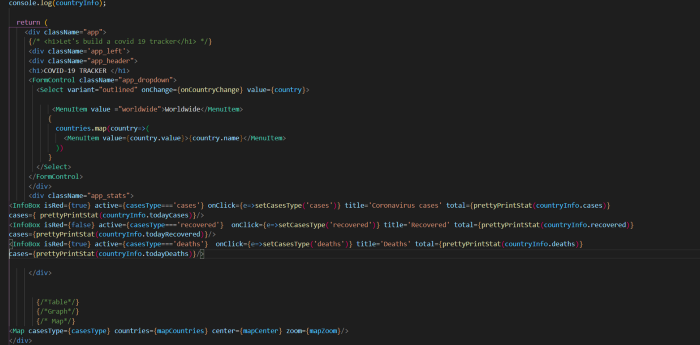 console.log(countryInfo);
return (
<div className="app">
{/* <h1>Let's build a covid 19 tracker</h1> */}
<div className='app_left'>
<div className="app_header">
<h1>COVID-19 TRACKER </h1>
<FormControl className="app_dropdown">
<Select variant="outlined" onChange={onCountryChange} value={country}>
<MenuItem value ="worldwide">Worldwide</MenuItem>
{
countries.map(country=>(
<MenuItem value={country.value}>{country.name}</MenuItem>
))
}
</Select>
</FormControl>
</div>
<div className="app_stats">
<InfoBox isRed={true} active={casesType==='cases'} onClick={e=>setCasesType('cases')} title='Coronavirus cases' total={prettyPrintStat(countryInfo.cases)}
cases={ prettyPrintStat(countryInfo.todayCases)}/>
<InfoBox isRed={false} active={casesType==='recovered'} onClick={e=>setCasesType('recovered')} title='Recovered' total={prettyPrintStat(countryInfo.recovered)}
cases={prettyPrintStat(countryInfo.todayRecovered)}/>
<InfoBox isRed={true} active={casesType==='deaths'} onClick={e=>setCasesType('deaths')} title='Deaths' total={prettyPrintStat(countryInfo.deaths)}
cases={prettyPrintStat(countryInfo.todayDeaths)}/>
</div>
{/*Table*/}
{/*Graph*/}
{/* Map*/}
<Map casesType={casesType} countries={mapCountries} center={mapCenter} zoom={mapZoom}/>
</div>